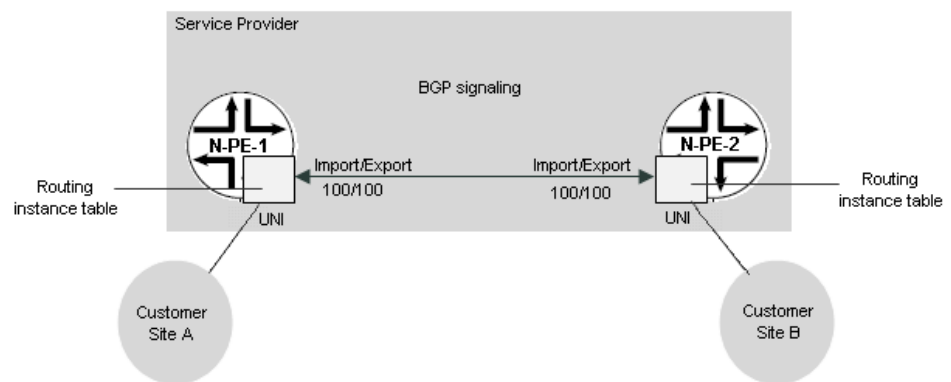 Service Provider
BGP signaling
N-PE-1
N-PE-2
Import/Export
Import/Export
100/100
100/100
Routing
instance table
Routing
instance table
UNI
UNI
Customer
Site A
Customer
Site B